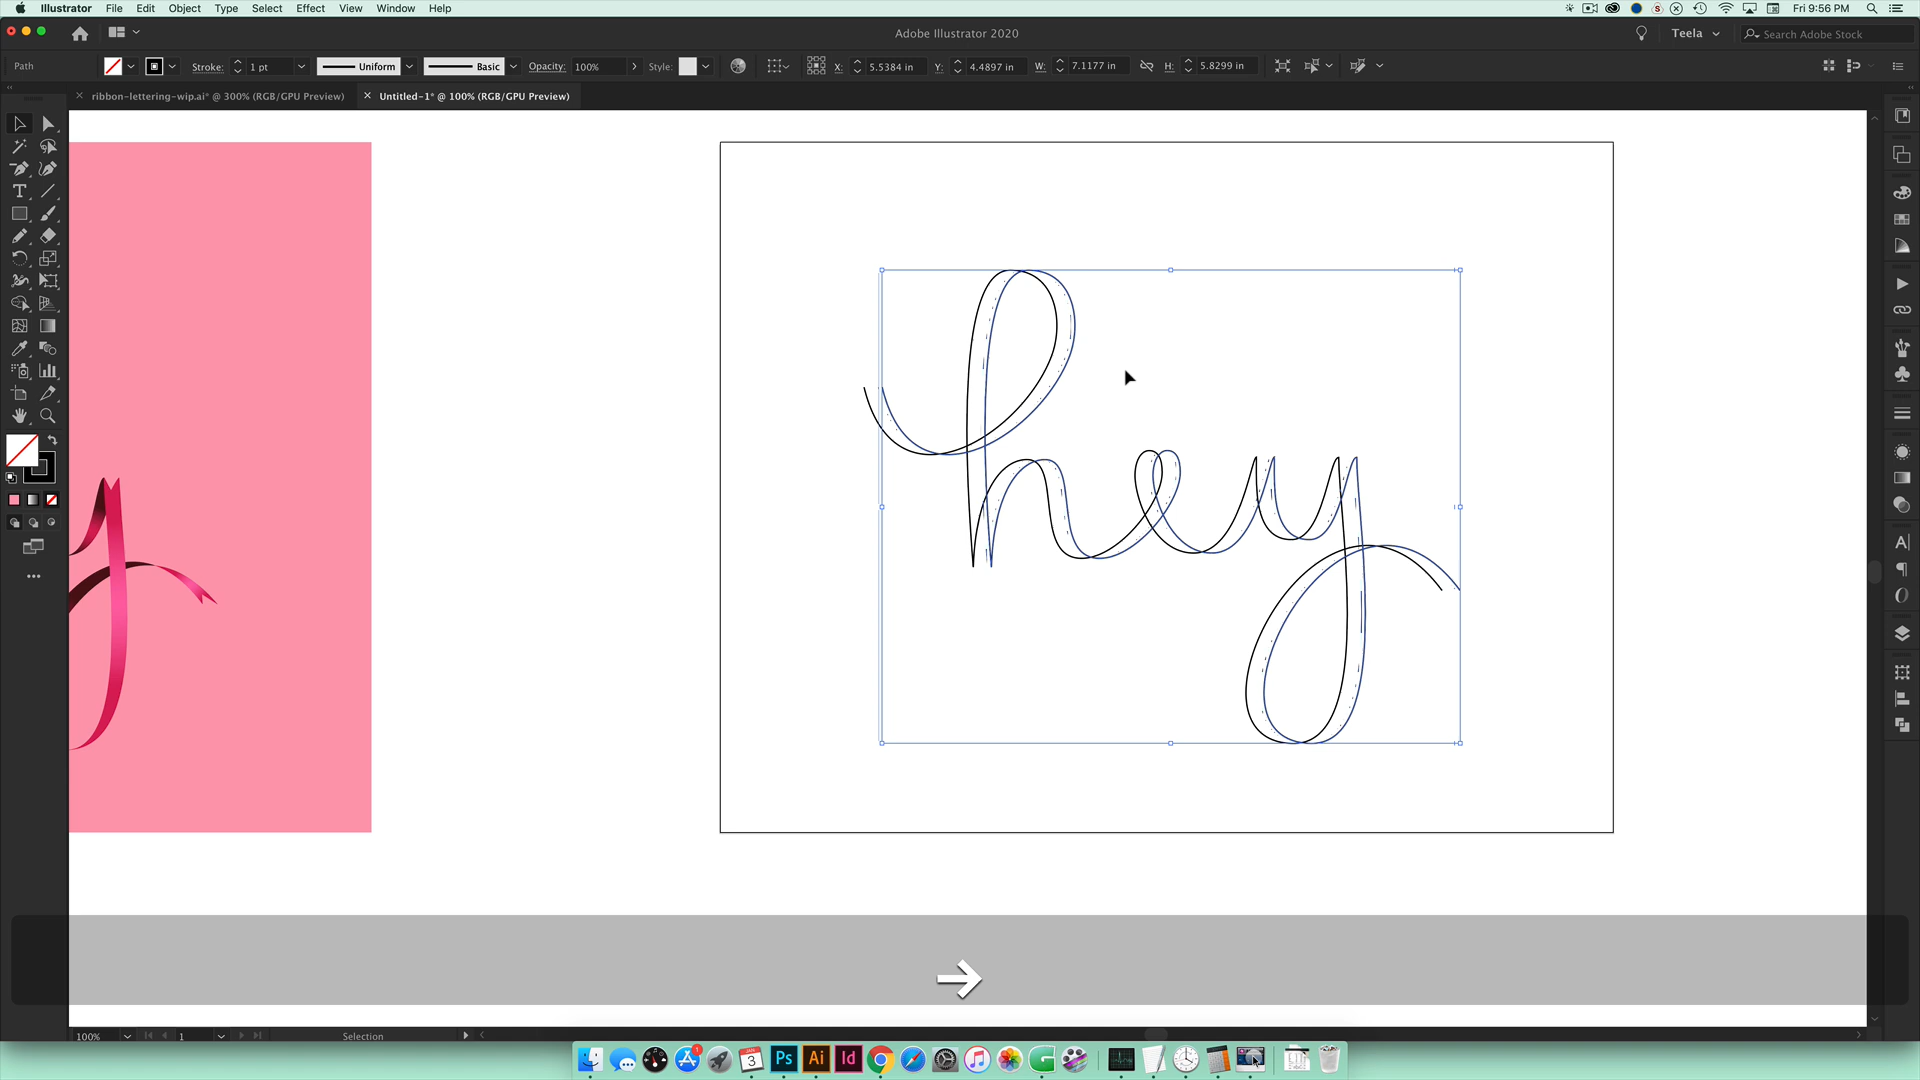 Illustrator File Edit Object Type Select Effect View Window Help
Fri 9:56 PM
Adobe Illustrator 2020
Teela
Search Adobe Stock
Path
Stroke: 1 pt Uniform Basic Opacity: 100% Style: X: 5.5384 in Y: 4.4897 in W: 7.1177 in H: 5.8299 in
ribbon-lettering-wip.ai* @ 300% (RGB/GPU Preview)
Untitled-1* @ 100% (RGB/GPU Preview)
hey
100% 1 Selection
Ps Ai Id